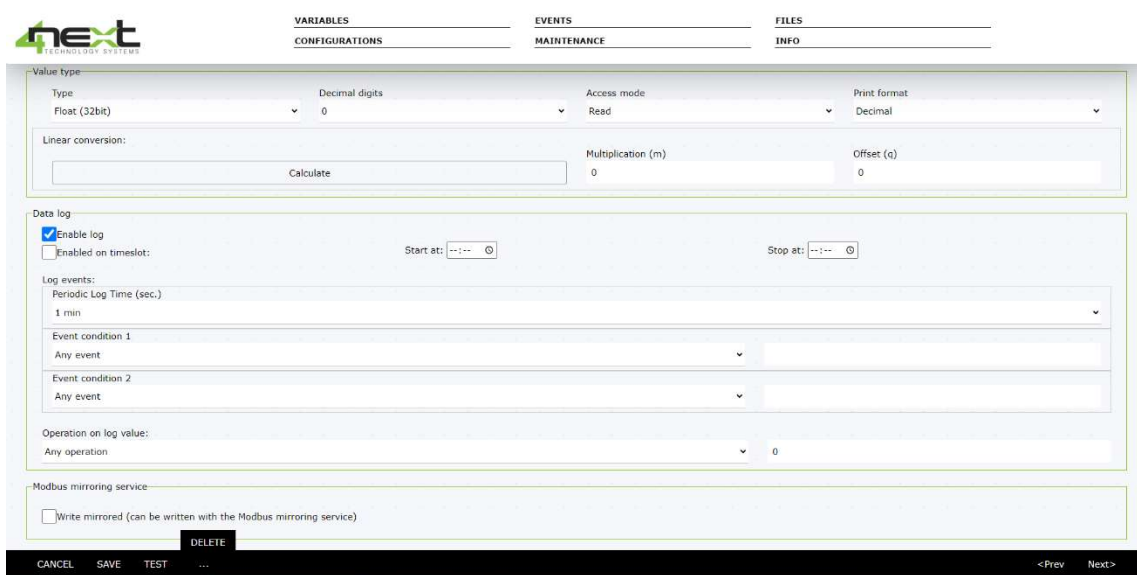 VARIABLES EVENTS FILES
4next
TECHNOLOGY SYSTEMS
CONFIGURATIONS MAINTENANCE INFO
Value type
Type Decimal digits Access mode Print format
Float (32bit) 0 Read Decimal
Linear conversion:
Multiplication (m) Offset (q)
Calculate 0 0
Data log
Enable log
Enabled on timeslot: Start at: --:-- Stop at: --:--
Log events:
Periodic Log Time (sec.)
1 min
Event condition 1
Any event
Event condition 2
Any event
Operation on log value:
Any operation 0
Modbus mirroring service
Write mirrored (can be written with the Modbus mirroring service)
DELETE
CANCEL SAVE TEST ... <Prev Next>